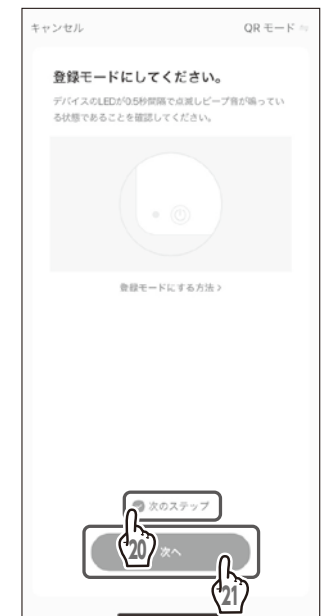 キャンセル QR モード
登録モードにしてください。
デバイスのLEDが0.5秒間隔で点滅しビープ音が鳴ってい
る状態であることを確認してください。
登録モードにする方法 >
次のステップ
20 次へ
21